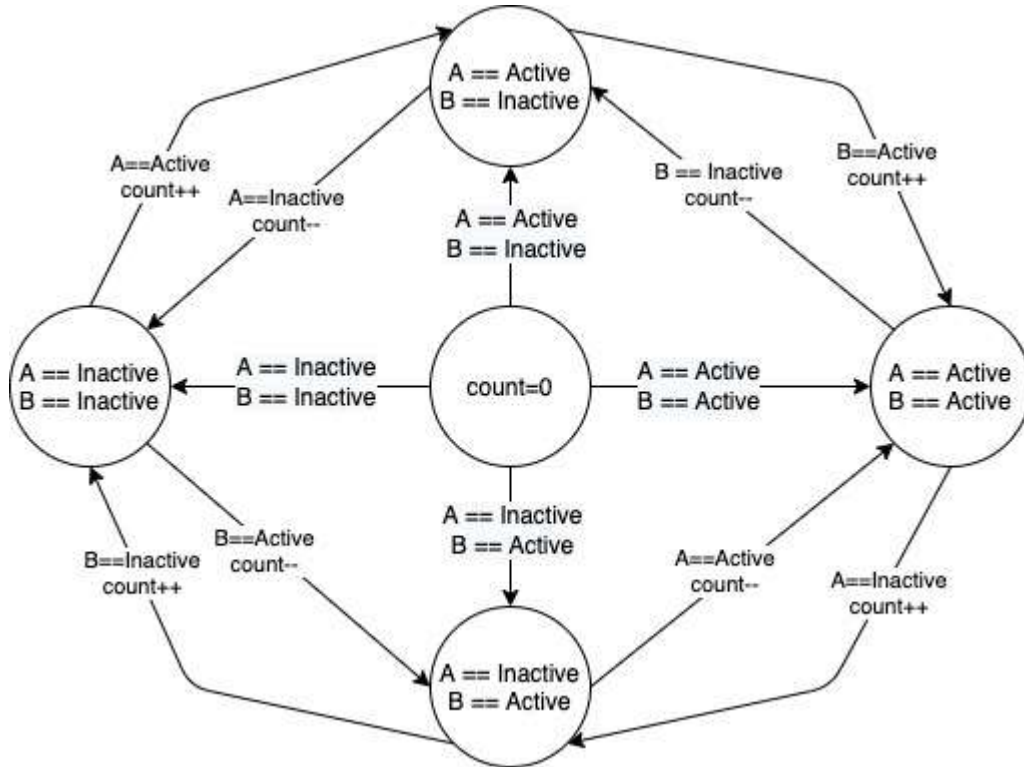 A == Active
B == Inactive
A==Active
count++
A==Inactive
count--
B == Inactive
count--
B==Active
count++
A == Active
B == Inactive
A == Inactive
B == Inactive
A == Inactive
B == Inactive
count=0
A == Active
B == Active
A == Active
B == Active
A == Inactive
B == Active
B==Inactive
count++
B==Active
count--
A==Active
count--
A==Inactive
count++
A == Inactive
B == Active